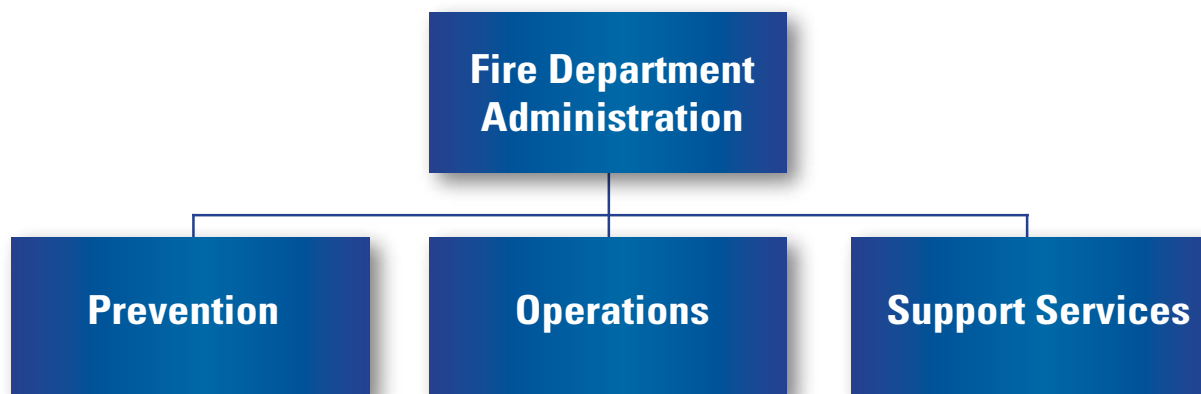 Fire Department
Administration
Prevention
Operations
Support Services